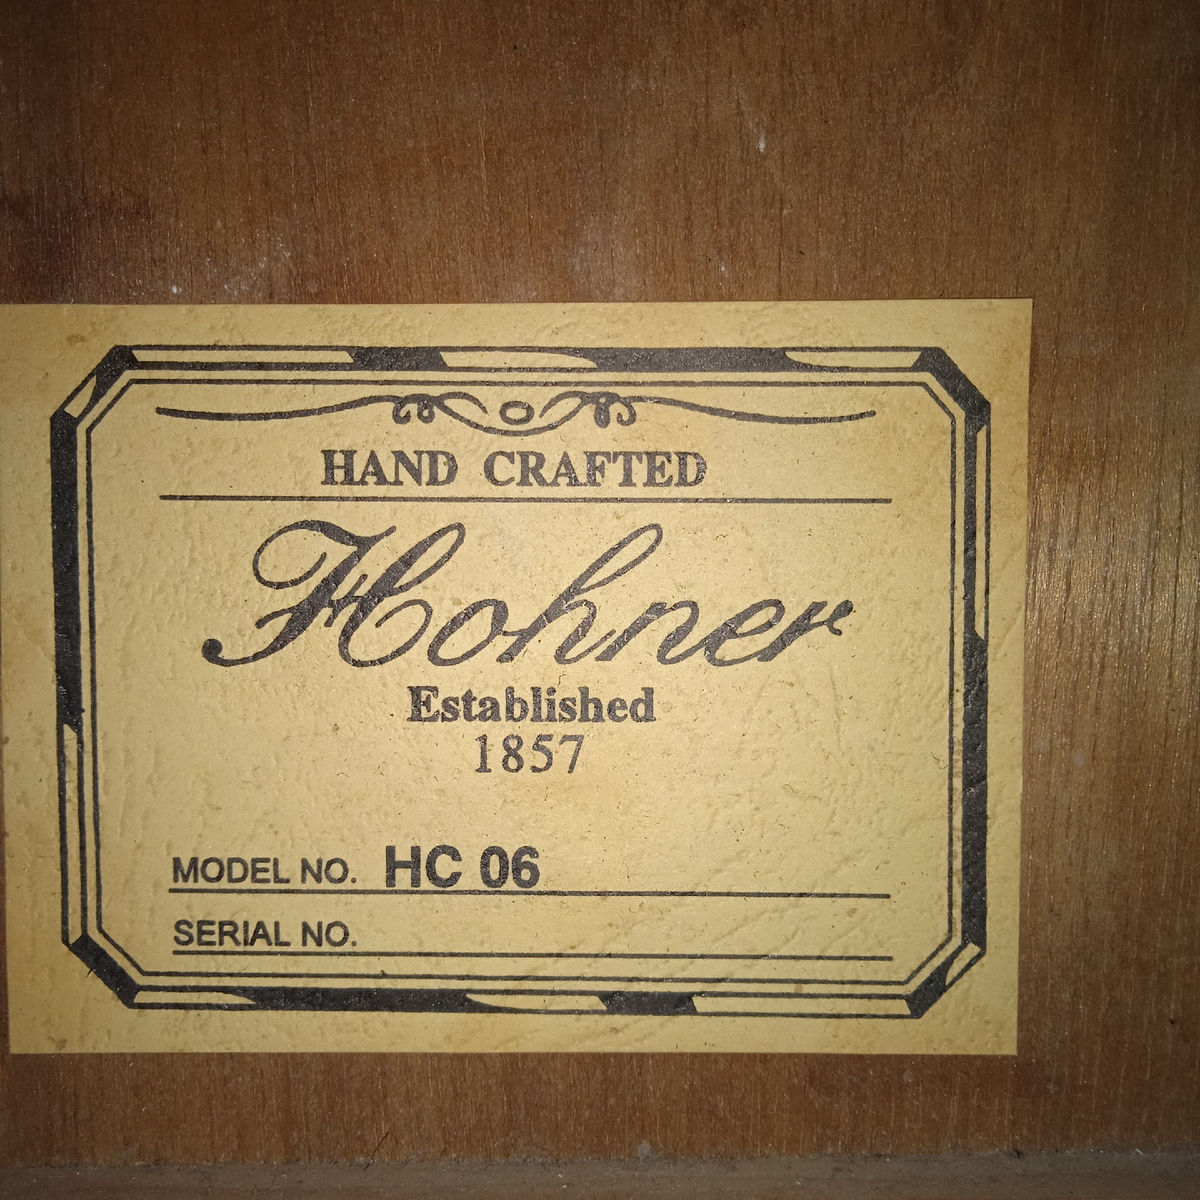 HAND CRAFTED
Hohner
Established
1857
MODEL NO. HC 06
SERIAL NO.